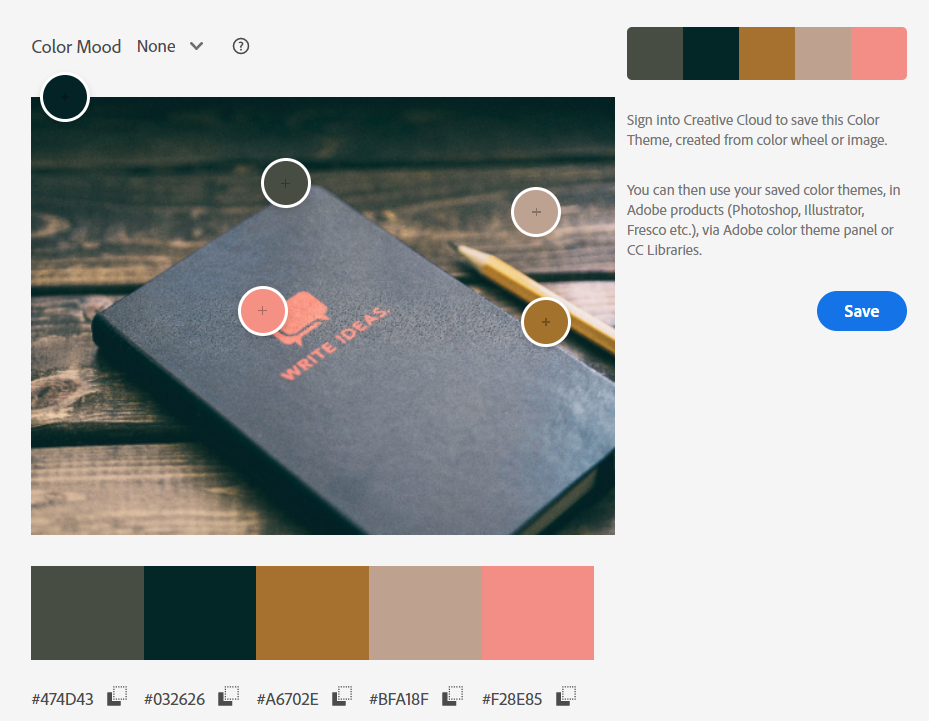 Color Mood None
Sign into Creative Cloud to save this Color
Theme, created from color wheel or image.
You can then use your saved color themes, in
Adobe products (Photoshop, Illustrator,
Fresco etc.), via Adobe color theme panel or
CC Libraries.
Save
WRITE IDEAS.
#474D43 #032626 #A6702E #BFA18F #F28E85